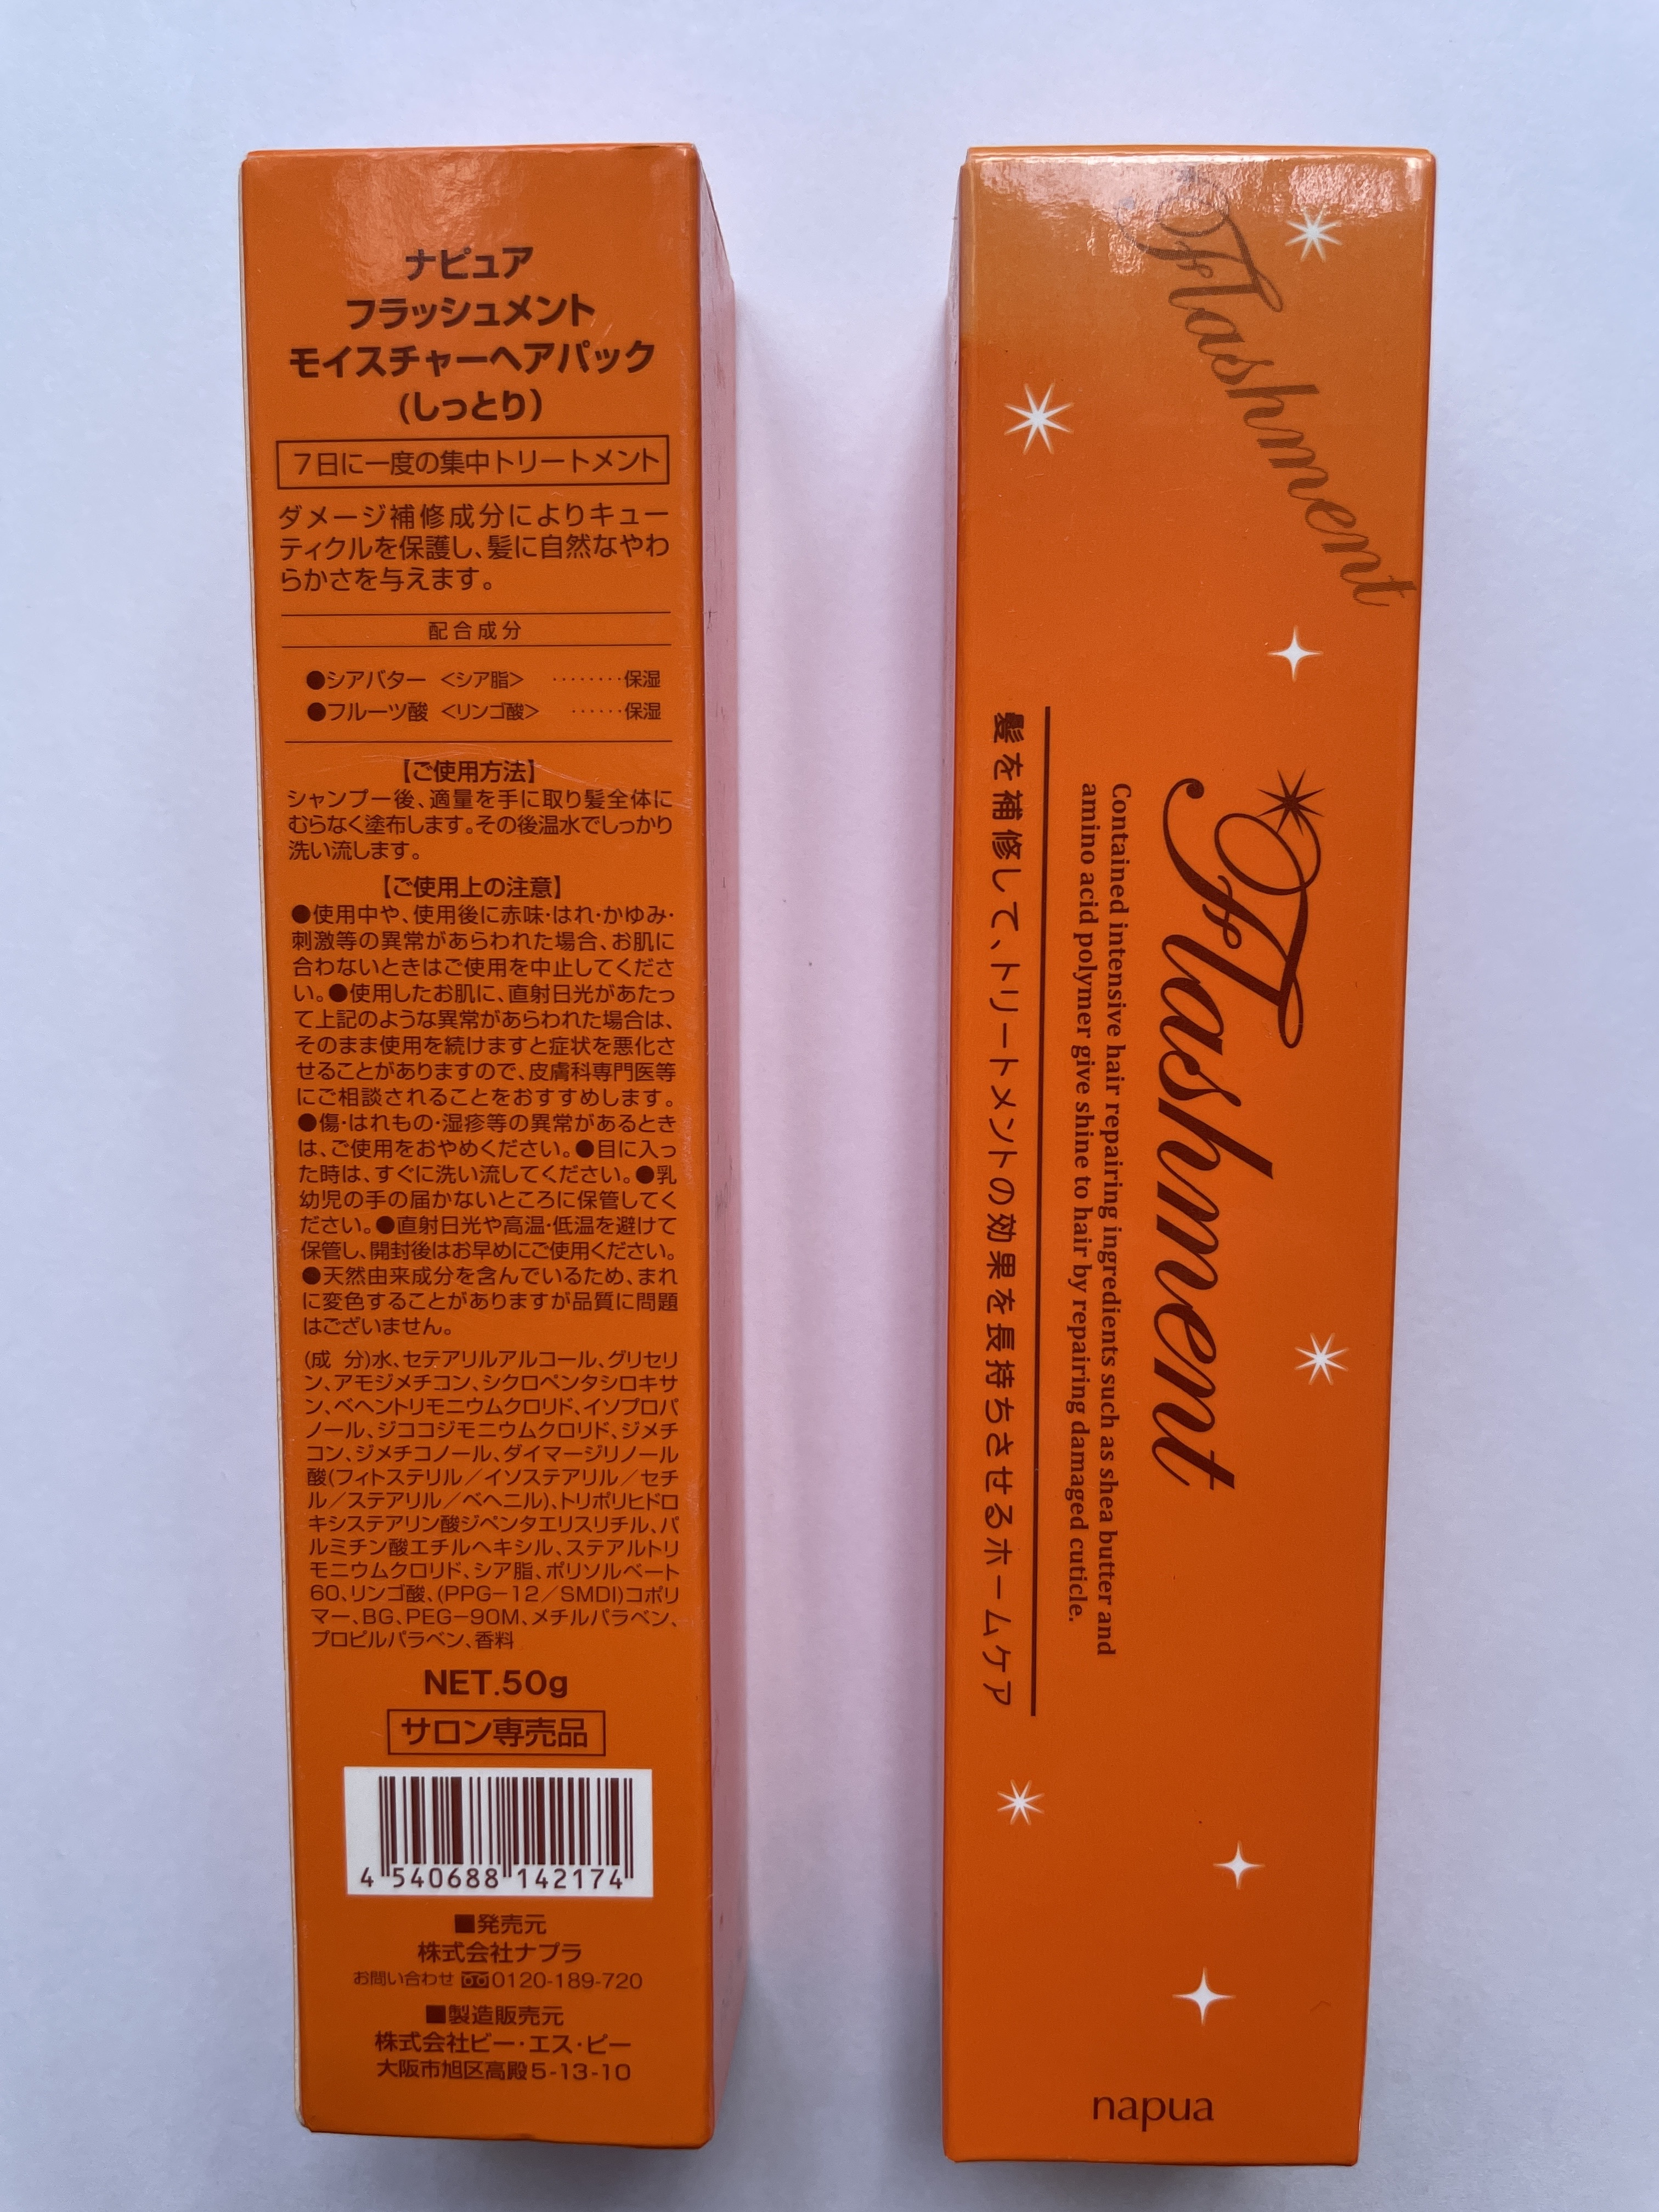 ナピュア
フラッシュメント
モイスチャーヘアパック
(しっとり)
7日に一度の集中トリートメント
ダメージ補修成分によりキュー
ティクルを保護し、髪に自然なやわ
らかさを与えます。
配合成分
●シアバター <シア脂> ········保湿
●フルーツ酸 <リンゴ酸> ······保湿
【ご使用方法】
シャンプー後、適量を手に取り髪全体に
むらなく塗布します。その後温水でしっかり
洗い流します。
【ご使用上の注意】
●使用中や、使用後に赤味・はれ・かゆみ・
刺激等の異常があらわれた場合、お肌に
合わないときはご使用を中止してくださ
い。●使用したお肌に、直射日光があたっ
て上記のような異常があらわれた場合は、
そのまま使用を続けますと症状を悪化さ
せることがありますので、皮膚科専門医等
にご相談されることをおすすめします。
●傷・はれもの・湿疹等の異常があるとき
は、ご使用をおやめください。●目に入っ
た時は、すぐに洗い流してください。●乳
幼児の手の届かないところに保管してく
ださい。●直射日光や高温・低温を避けて
保管し、開封後はお早めにご使用ください。
●天然由来成分を含んでいるため、まれ
に変色することがありますが品質に問題
はございません。
(成 分)水、セテアリルアルコール、グリセリ
ン、アモジメチコン、シクロペンタシロキサ
ン、ベヘントリモニウムクロリド、イソプロパ
ノール、ジココジモニウムクロリド、ジメチ
コン、ジメチコノール、ダイマージリノール
酸(フィトステリル/イソステアリル/セチ
ル/ステアリル/ベヘニル)、トリポリヒドロ
キシステアリン酸ジペンタエリスリチル、パ
ルミチン酸エチルヘキシル、ステアルトリ
モニウムクロリド、シア脂、ポリソルベート
60、リンゴ酸、(PPG-12/SMDI)コポリ
マー、BG、PEG-90M、メチルパラベン、
プロピルパラベン、香料
NET.50g
サロン専売品
4 540688 142174
■発売元
株式会社ナプラ
お問い合わせ 0120-189-720
■製造販売元
株式会社ビー・エス・ピー
大阪市旭区高殿5-13-10
Flashment
Flashment
Contained intensive hair repairing ingredients such as shea butter and
amino acid polymer give shine to hair by repairing damaged cuticle.
髪を補修して、トリートメントの効果を長持ちさせるホームケア
napua